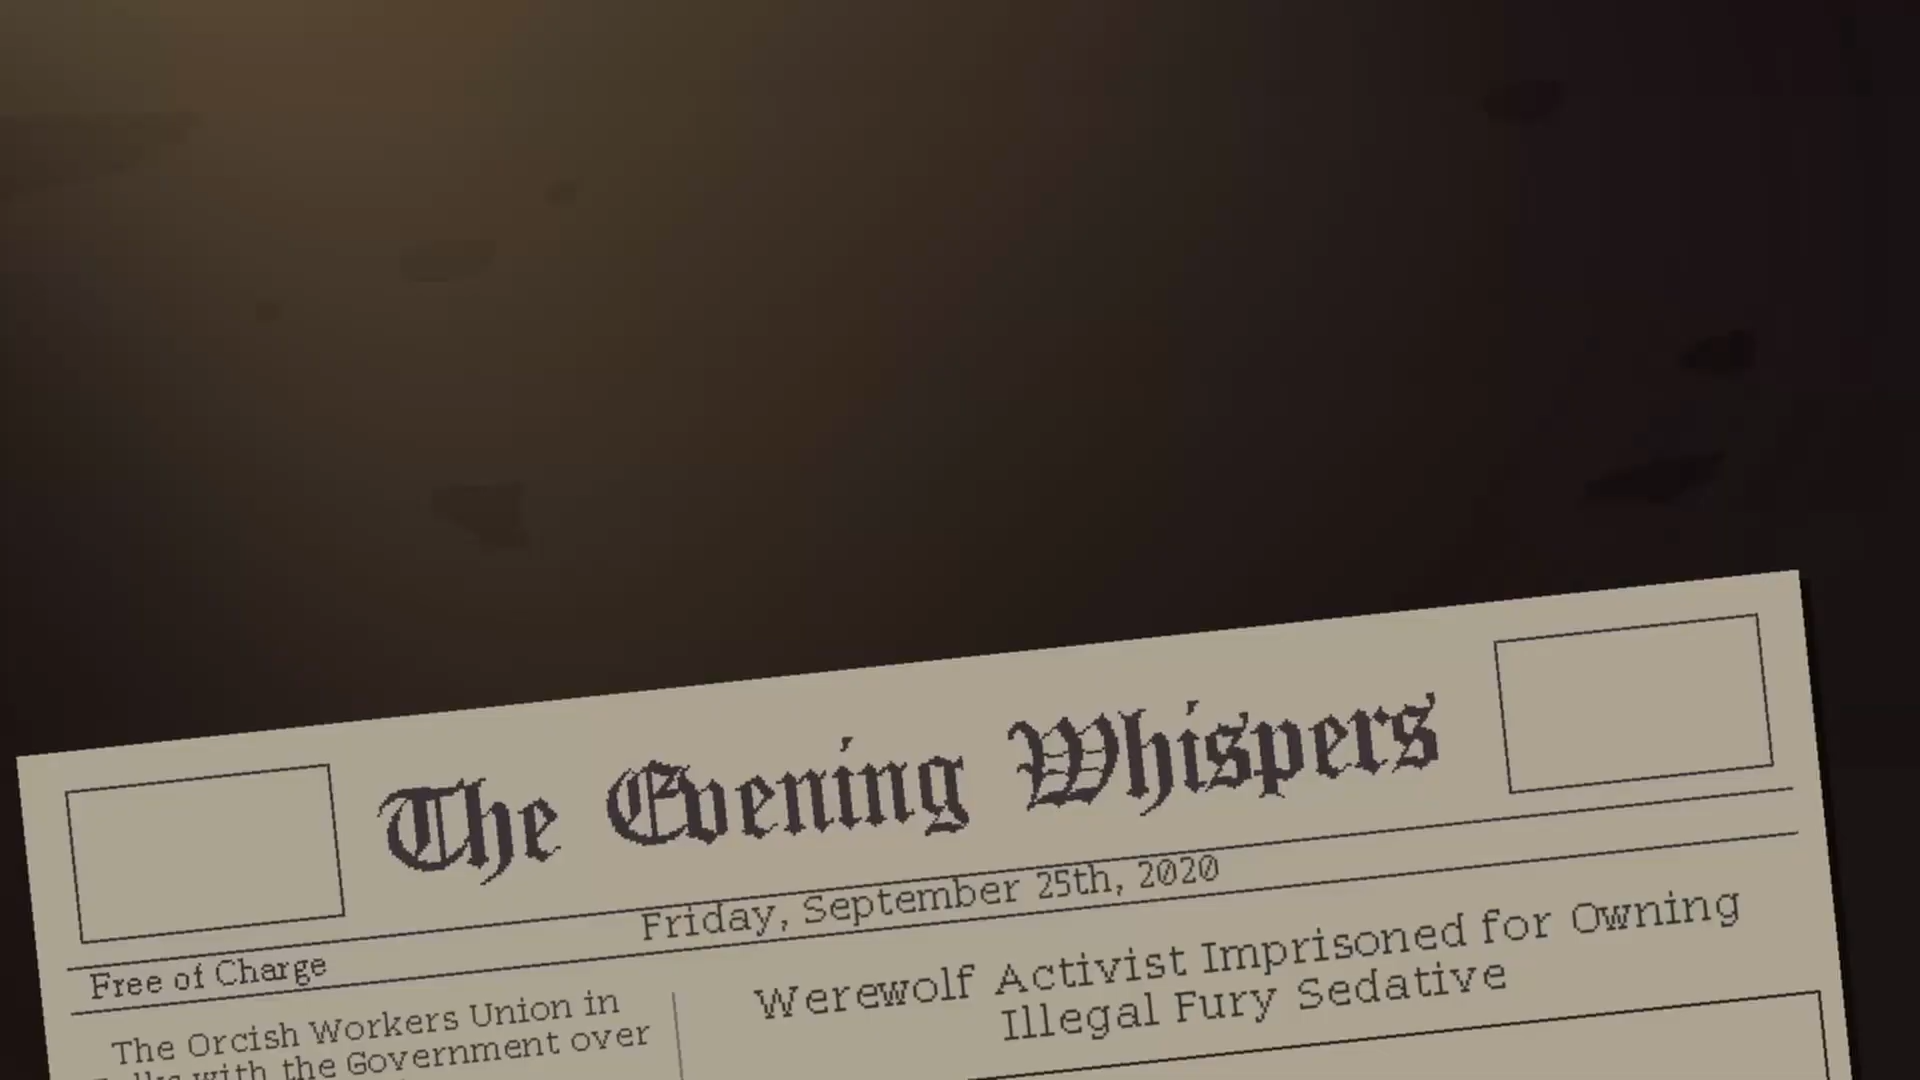 The Evening Whispers
Friday, September 25th, 2020
Free of Charge
The Orcish Workers Union in
with the Government over
Werewolf Activist Imprisoned for Owning
Illegal Fury Sedative